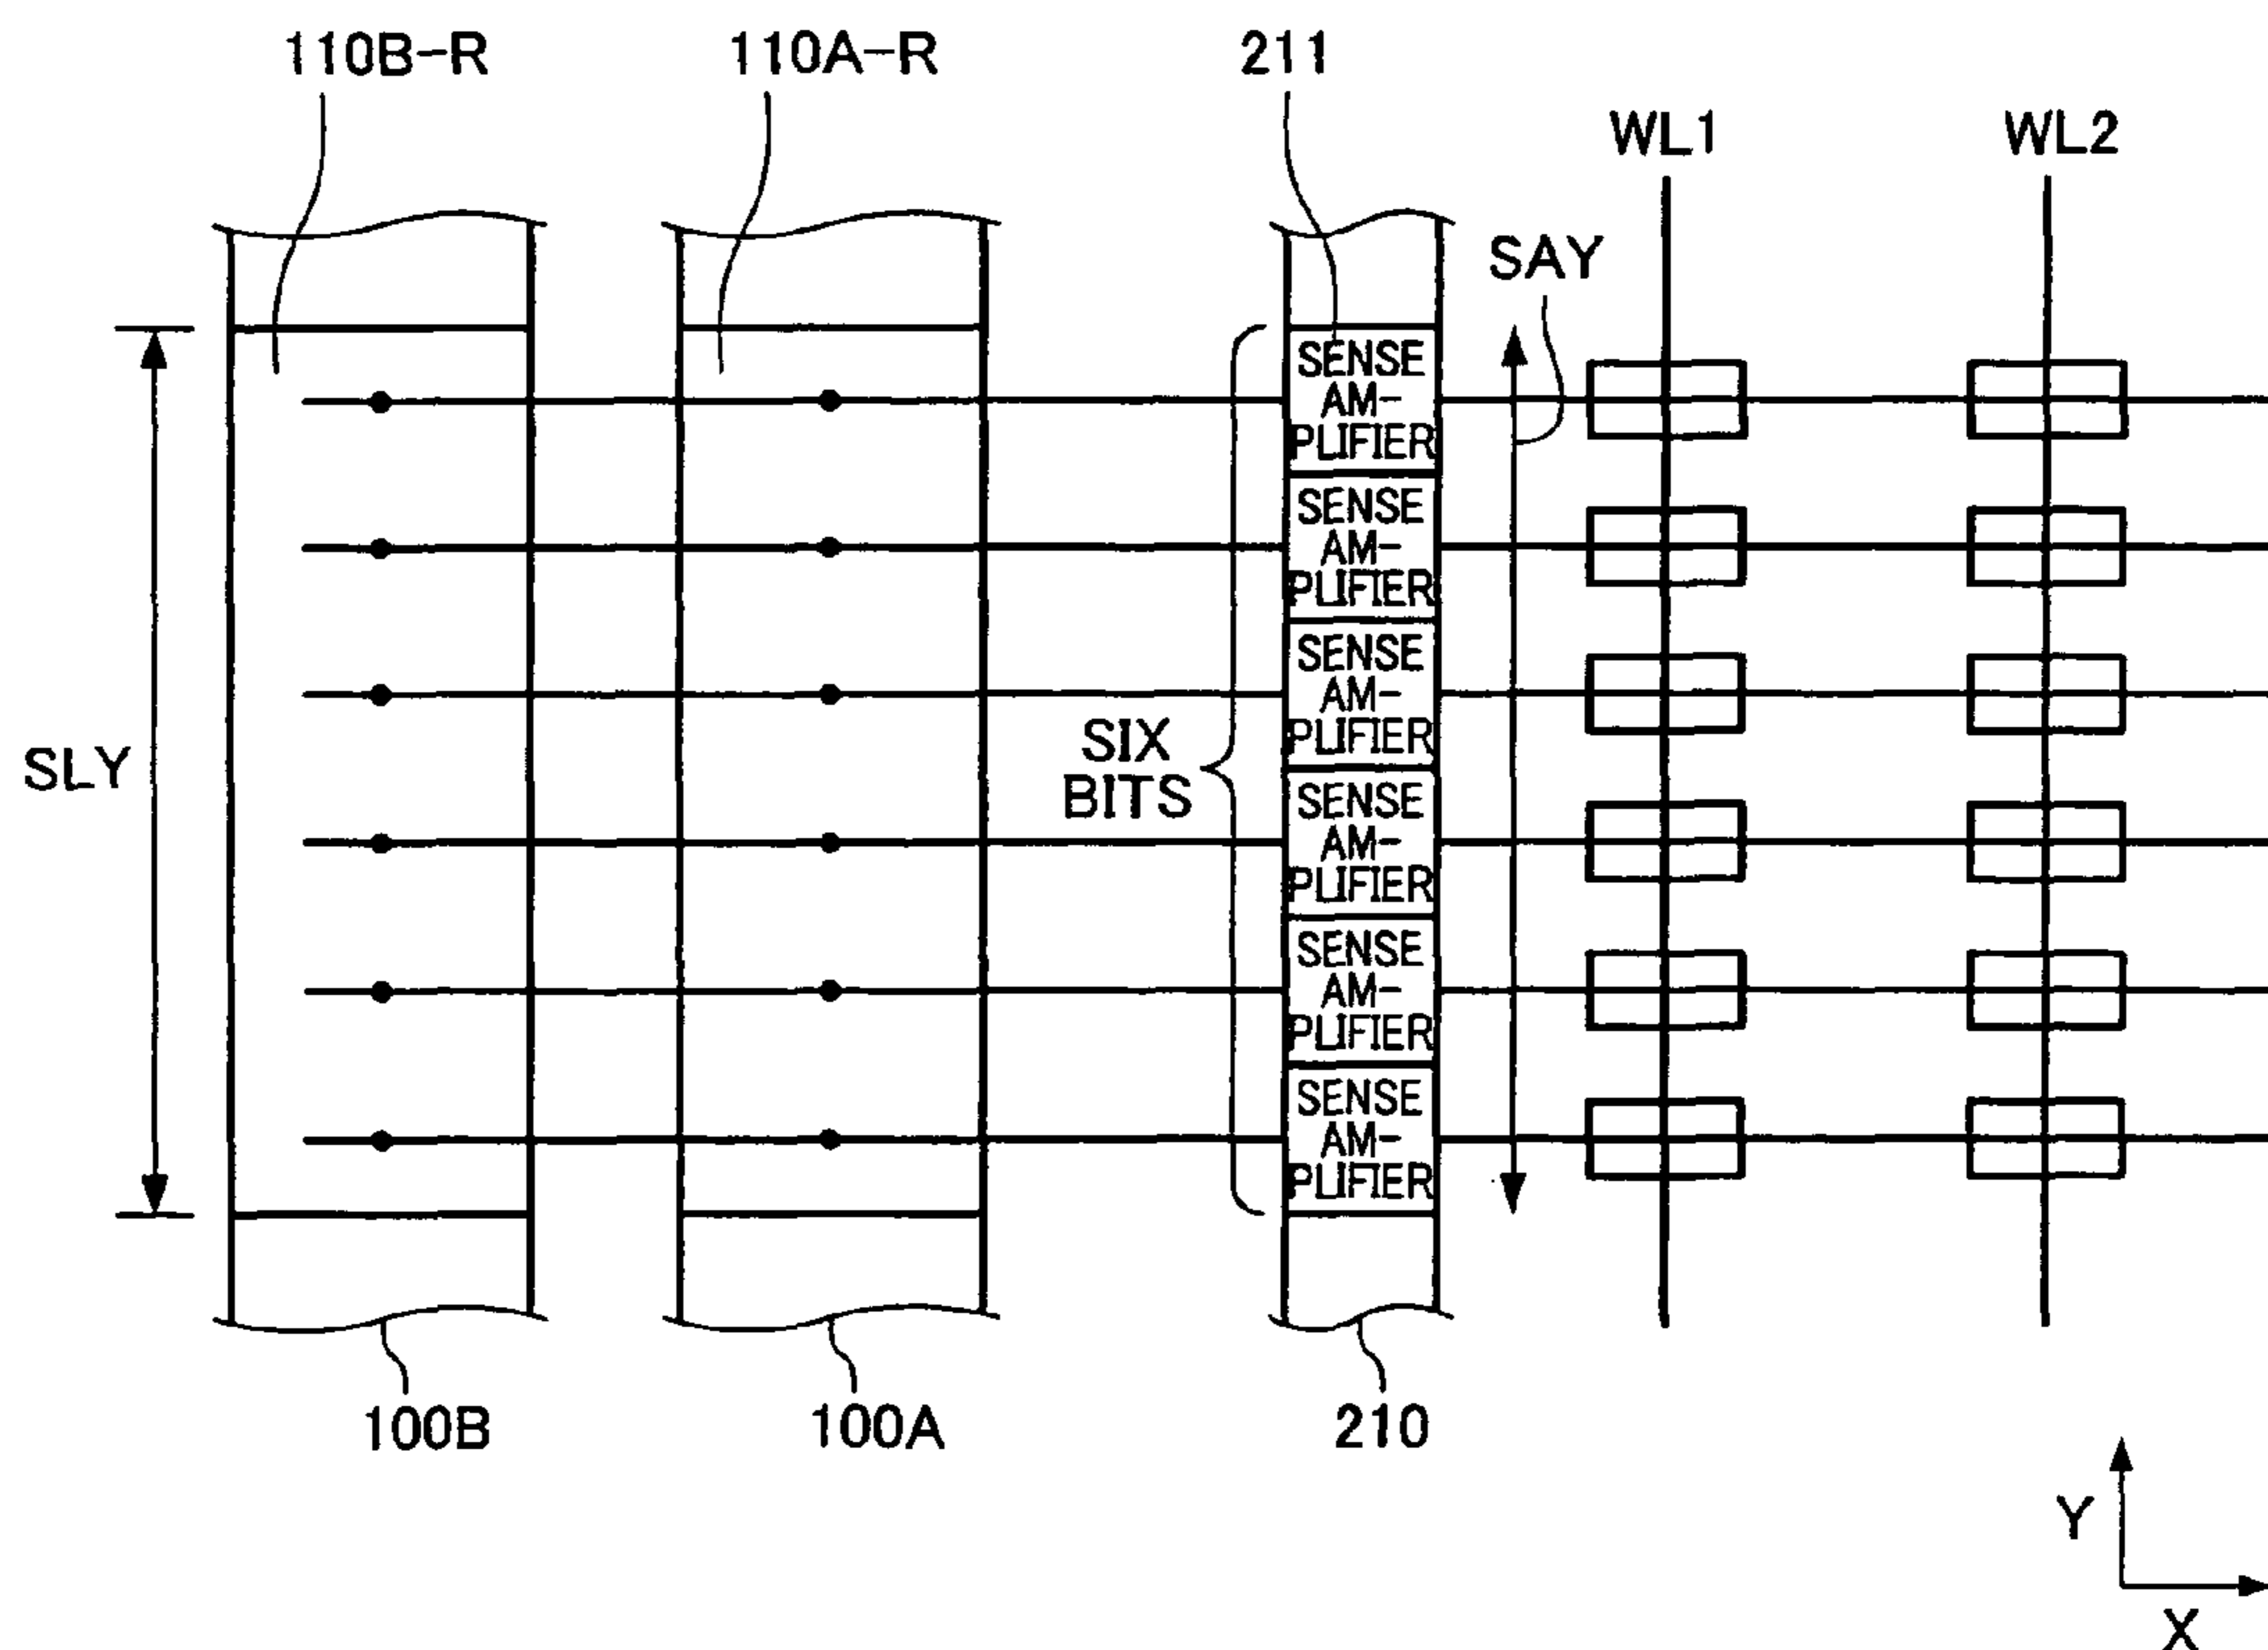 110B-R
110A-R
211
WL1
WL2
SAY
SENSE
AM-
PLIFIER
SENSE
AM-
PLIFIER
SENSE
AM-
PLIFIER
SENSE
AM-
PLIFIER
SENSE
AM-
PLIFIER
SENSE
AM-
PLIFIER
SLY
SIX
BITS
100B
100A
210
Y
X